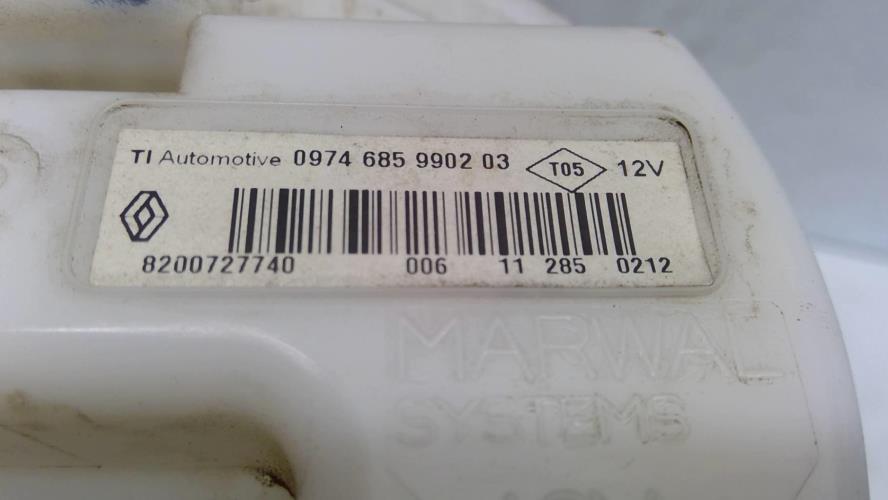 TI Automotive 0974 685 9902 03 T05 12V
8200727740 006 11 285 0212
MARWAL
SYSTEMS